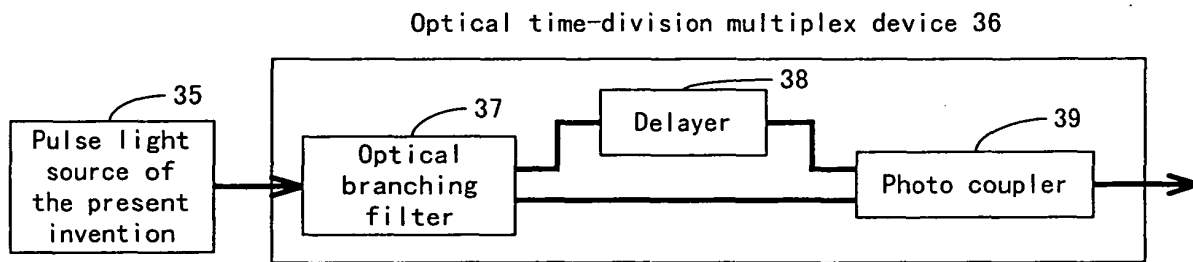 Optical time-division multiplex device 36
35
Pulse light
source of
the present
invention
37
Optical
branching
filter
38
Delayer
39
Photo coupler